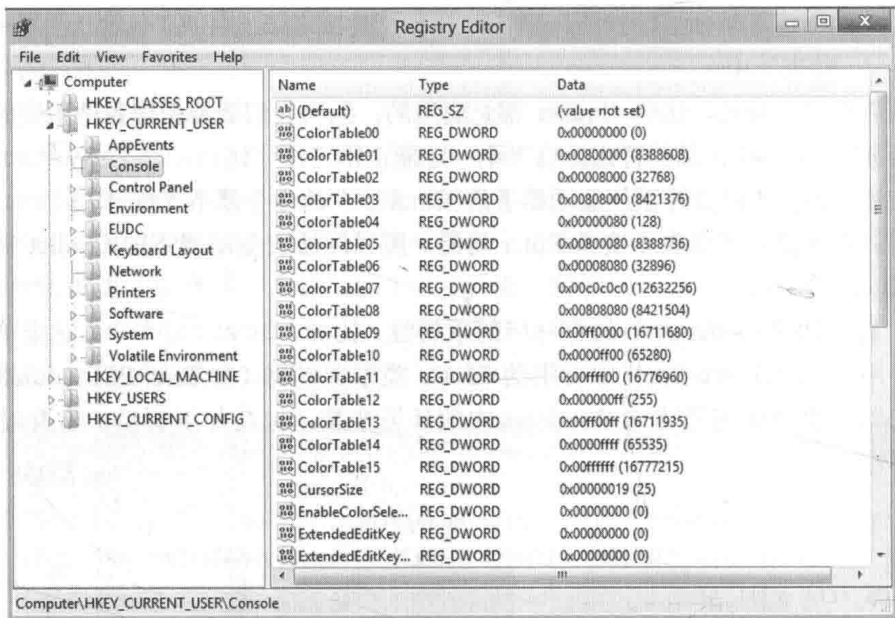 Registry Editor
File Edit View Favorites Help
Computer
HKEY_CLASSES_ROOT
HKEY_CURRENT_USER
AppEvents
Console
Control Panel
Environment
EUDC
Keyboard Layout
Network
Printers
Software
System
Volatile Environment
HKEY_LOCAL_MACHINE
HKEY_USERS
HKEY_CURRENT_CONFIG
Name Type Data
(Default) REG_SZ (value not set)
ColorTable00 REG_DWORD 0x00000000 (0)
ColorTable01 REG_DWORD 0x00800000 (8388608)
ColorTable02 REG_DWORD 0x00008000 (32768)
ColorTable03 REG_DWORD 0x00808000 (8421376)
ColorTable04 REG_DWORD 0x00000080 (128)
ColorTable05 REG_DWORD 0x00800080 (8388736)
ColorTable06 REG_DWORD 0x00008080 (32896)
ColorTable07 REG_DWORD 0x00c0c0c0 (12632256)
ColorTable08 REG_DWORD 0x00808080 (8421504)
ColorTable09 REG_DWORD 0x00ff0000 (16711680)
ColorTable10 REG_DWORD 0x0000ff00 (65280)
ColorTable11 REG_DWORD 0x00ffff00 (16776960)
ColorTable12 REG_DWORD 0x000000ff (255)
ColorTable13 REG_DWORD 0x00ff00ff (16711935)
ColorTable14 REG_DWORD 0x0000ffff (65535)
ColorTable15 REG_DWORD 0x00ffffff (16777215)
CursorSize REG_DWORD 0x00000019 (25)
EnableColorSele... REG_DWORD 0x00000000 (0)
ExtendedEditKey REG_DWORD 0x00000000 (0)
ExtendedEditKey... REG_DWORD 0x00000000 (0)
Computer\HKEY_CURRENT_USER\Console